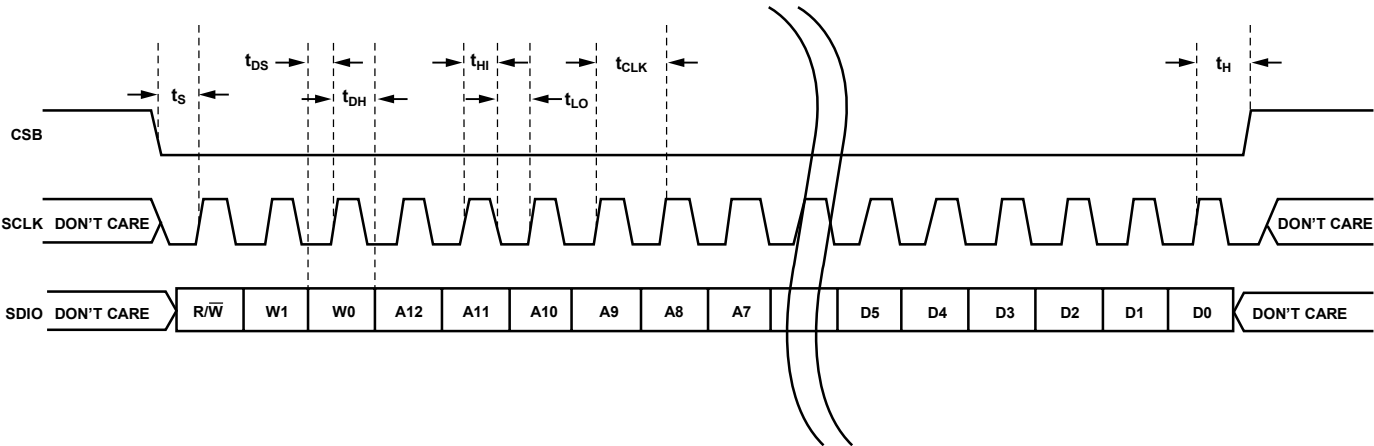 tDS tHI tCLK tH
tS tDH tLO
CSB
SCLK DON'T CARE DON'T CARE
SDIO DON'T CARE R/W̅ W1 W0 A12 A11 A10 A9 A8 A7 D5 D4 D3 D2 D1 D0 DON'T CARE